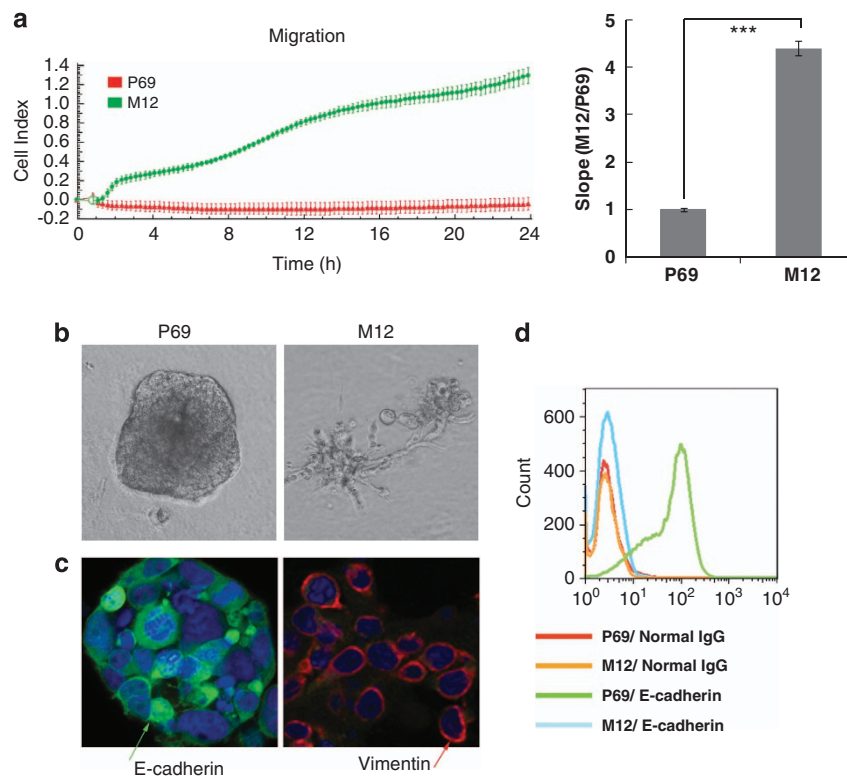 a
Migration
P69
M12
Cell Index
1.4
1.2
1.0
0.8
0.6
0.4
0.2
0.0
-0.2
0 4 8 12 16 20 24
Time (h)
Slope (M12/P69)
5
4
3
2
1
0
***
P69 M12
b
P69 M12
c
E-cadherin
Vimentin
d
Count
600
400
200
0
10⁰ 10¹ 10² 10³ 10⁴
P69/ Normal IgG
M12/ Normal IgG
P69/ E-cadherin
M12/ E-cadherin